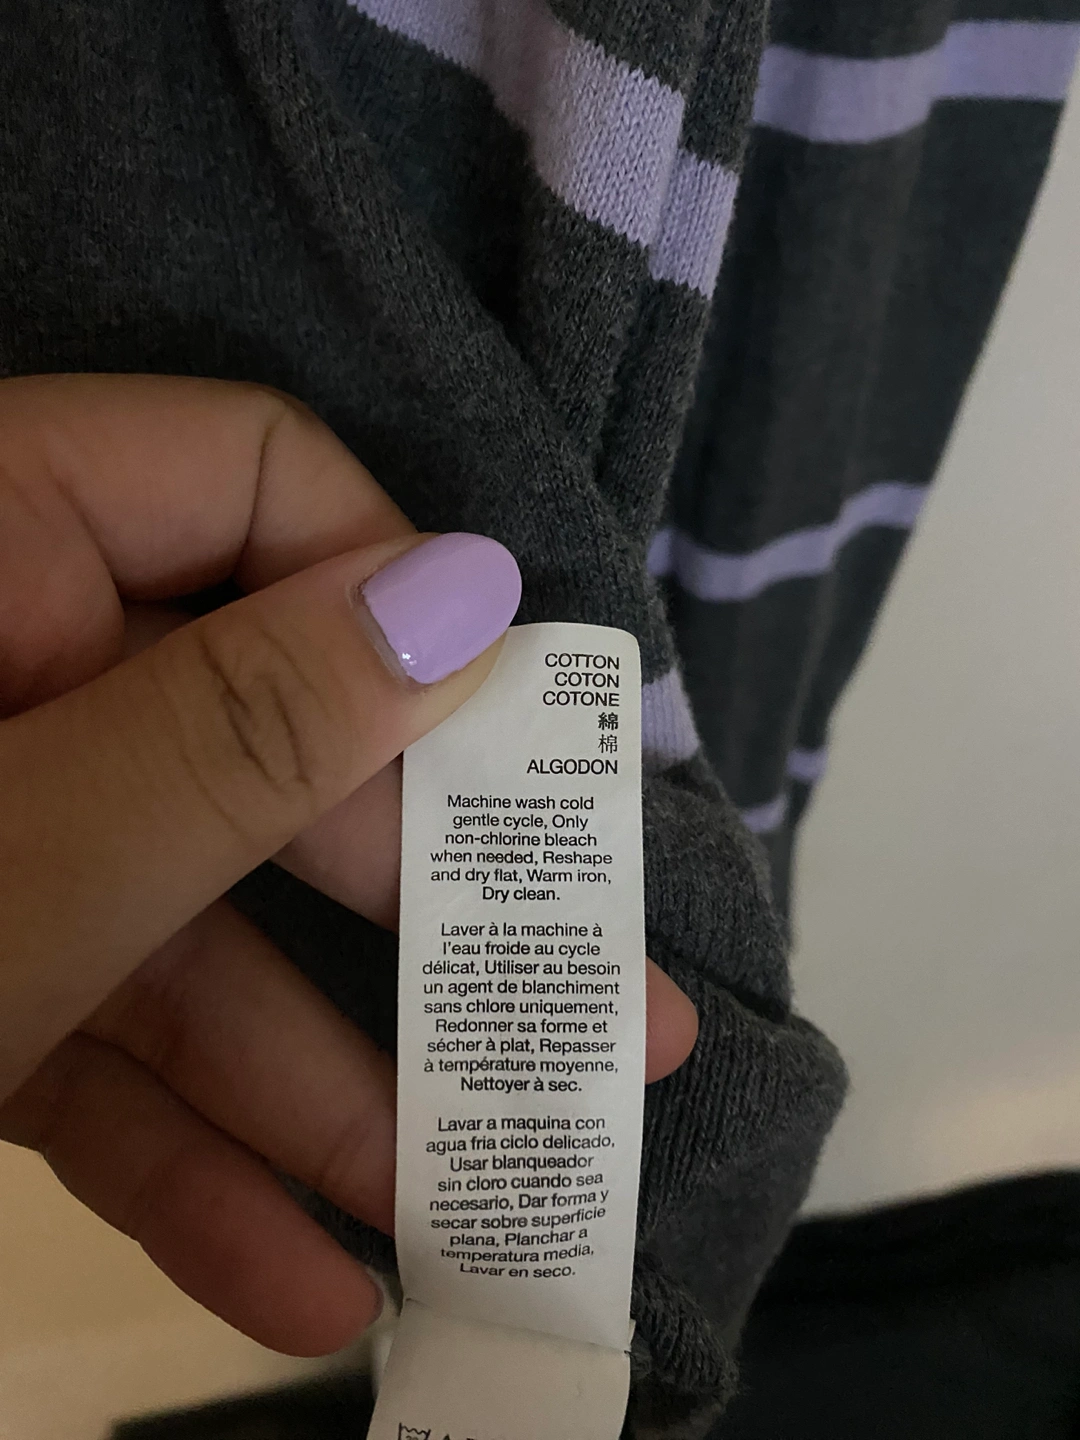 COTTON
COTON
COTONE
綿
棉
ALGODON
Machine wash cold
gentle cycle, Only
non-chlorine bleach
when needed, Reshape
and dry flat, Warm iron,
Dry clean.
Laver à la machine à
l'eau froide au cycle
délicat, Utiliser au besoin
un agent de blanchiment
sans chlore uniquement,
Redonner sa forme et
sécher à plat, Repasser
à température moyenne,
Nettoyer à sec.
Lavar a maquina con
agua fria ciclo delicado,
Usar blanqueador
sin cloro cuando sea
necesario, Dar forma y
secar sobre superficie
plana, Planchar a
temperatura media,
Lavar en seco.